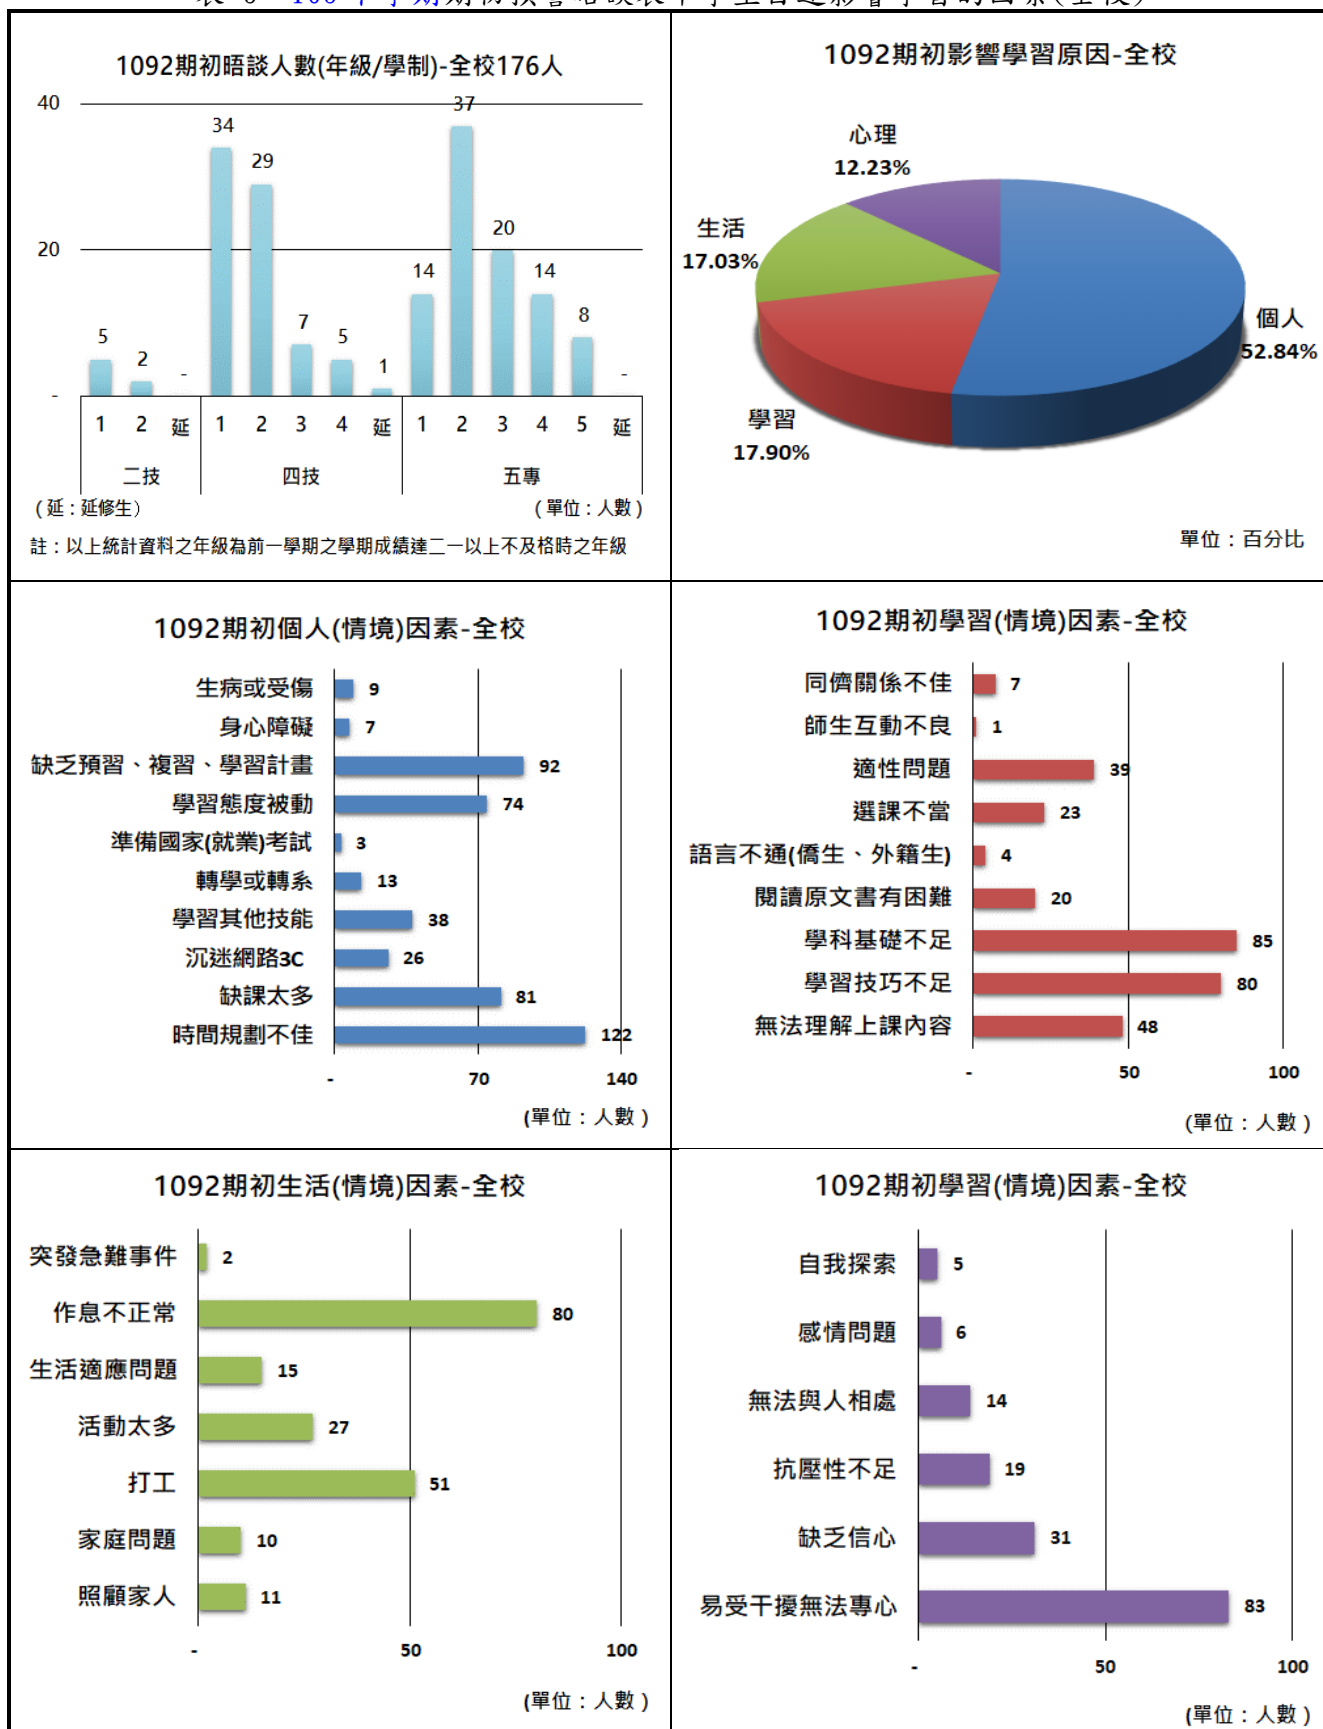 1092期初晤談人數(年級/學制)-全校176人
40
20
-
34
29
7
5
1
5
2
-
14
37
20
14
8
-
1 2 延 1 2 3 4 延 1 2 3 4 5 延
二技 四技 五專
(延：延修生)
(單位：人數)
註：以上統計資料之年級為前一學期之學期成績達二一以上不及格時之年級
1092期初影響學習原因-全校
心理
12.23%
生活
17.03%
個人
52.84%
學習
17.90%
單位：百分比
1092期初個人(情境)因素-全校
生病或受傷 9
身心障礙 7
缺乏預習、複習、學習計畫 92
學習態度被動 74
準備國家(就業)考試 3
轉學或轉系 13
學習其他技能 38
沉迷網路3C 26
缺課太多 81
時間規劃不佳 122
- 70 140
(單位：人數)
1092期初學習(情境)因素-全校
同儕關係不佳 7
師生互動不良 1
適性問題 39
選課不當 23
語言不通(僑生、外籍生) 4
閱讀原文書有困難 20
學科基礎不足 85
學習技巧不足 80
無法理解上課內容 48
- 50 100
(單位：人數)
1092期初生活(情境)因素-全校
突發急難事件 2
作息不正常 80
生活適應問題 15
活動太多 27
打工 51
家庭問題 10
照顧家人 11
- 50 100
(單位：人數)
1092期初學習(情境)因素-全校
自我探索 5
感情問題 6
無法與人相處 14
抗壓性不足 19
缺乏信心 31
易受干擾無法專心 83
- 50 100
(單位：人數)